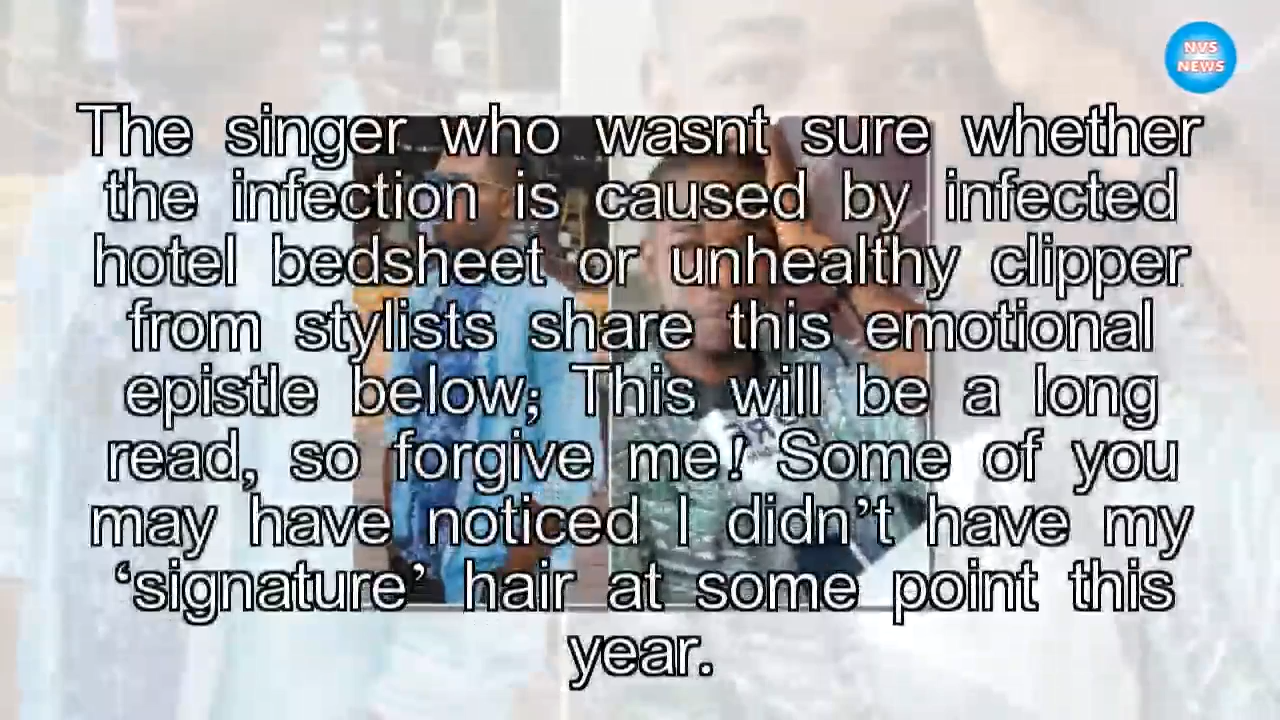 NVS
NEWS
The singer who wasnt sure whether
the infection is caused by infected
hotel bedsheet or unhealthy clipper
from stylists share this emotional
epistle below; This will be a long
read, so forgive me! Some of you
may have noticed I didn’t have my
‘signature’ hair at some point this
year.